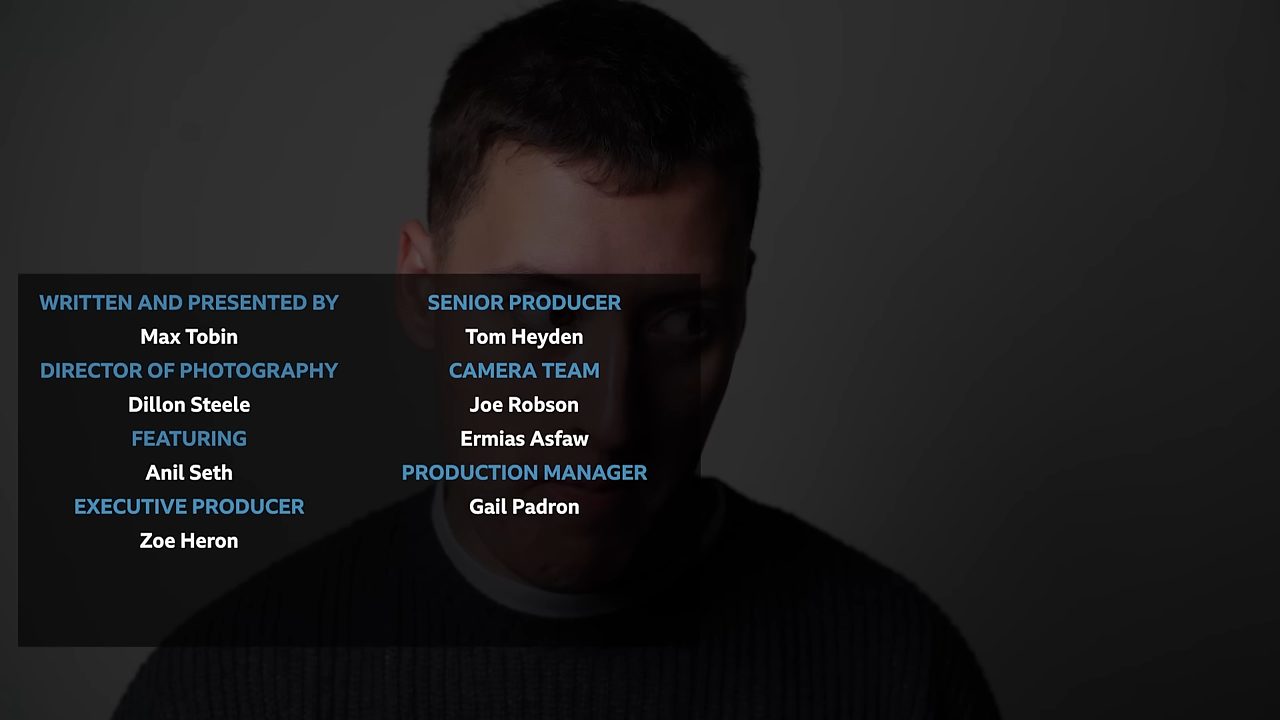 WRITTEN AND PRESENTED BY
Max Tobin
DIRECTOR OF PHOTOGRAPHY
Dillon Steele
FEATURING
Anil Seth
EXECUTIVE PRODUCER
Zoe Heron
SENIOR PRODUCER
Tom Heyden
CAMERA TEAM
Joe Robson
Ermias Asfaw
PRODUCTION MANAGER
Gail Padron